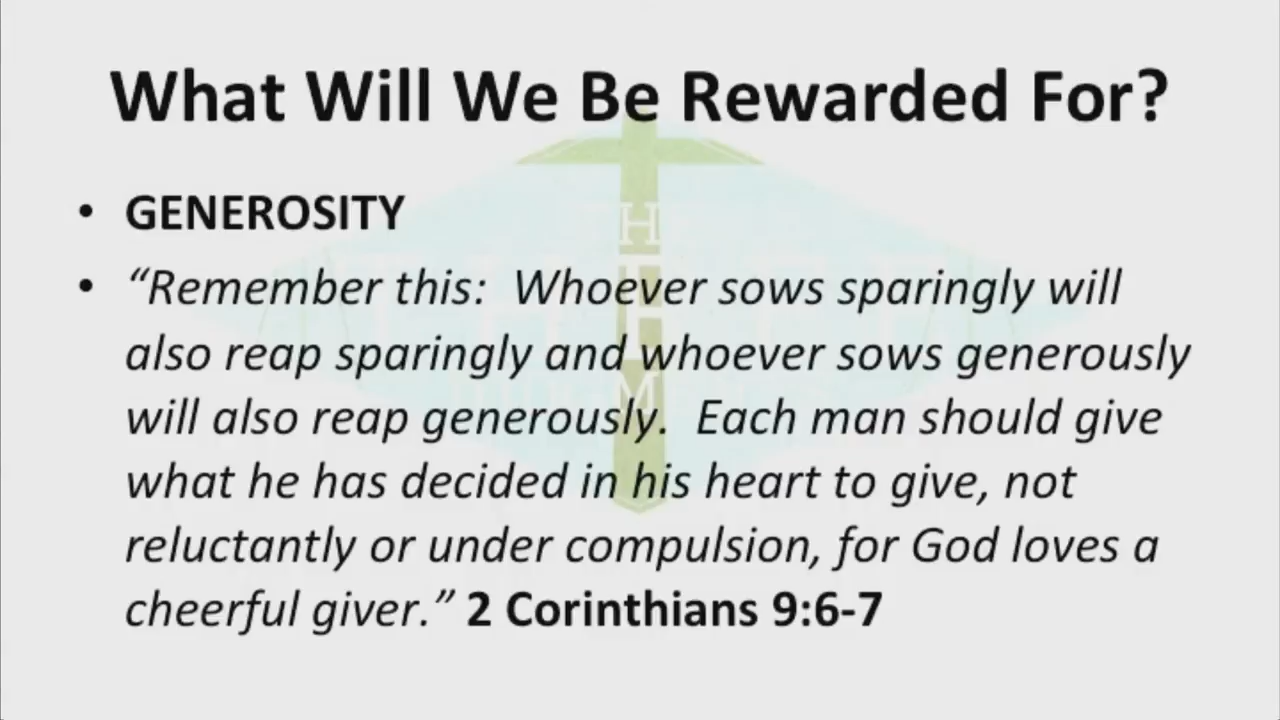 What Will We Be Rewarded For?
• GENEROSITY
• “Remember this:  Whoever sows sparingly will
also reap sparingly and whoever sows generously
will also reap generously.  Each man should give
what he has decided in his heart to give, not
reluctantly or under compulsion, for God loves a
cheerful giver.” 2 Corinthians 9:6-7